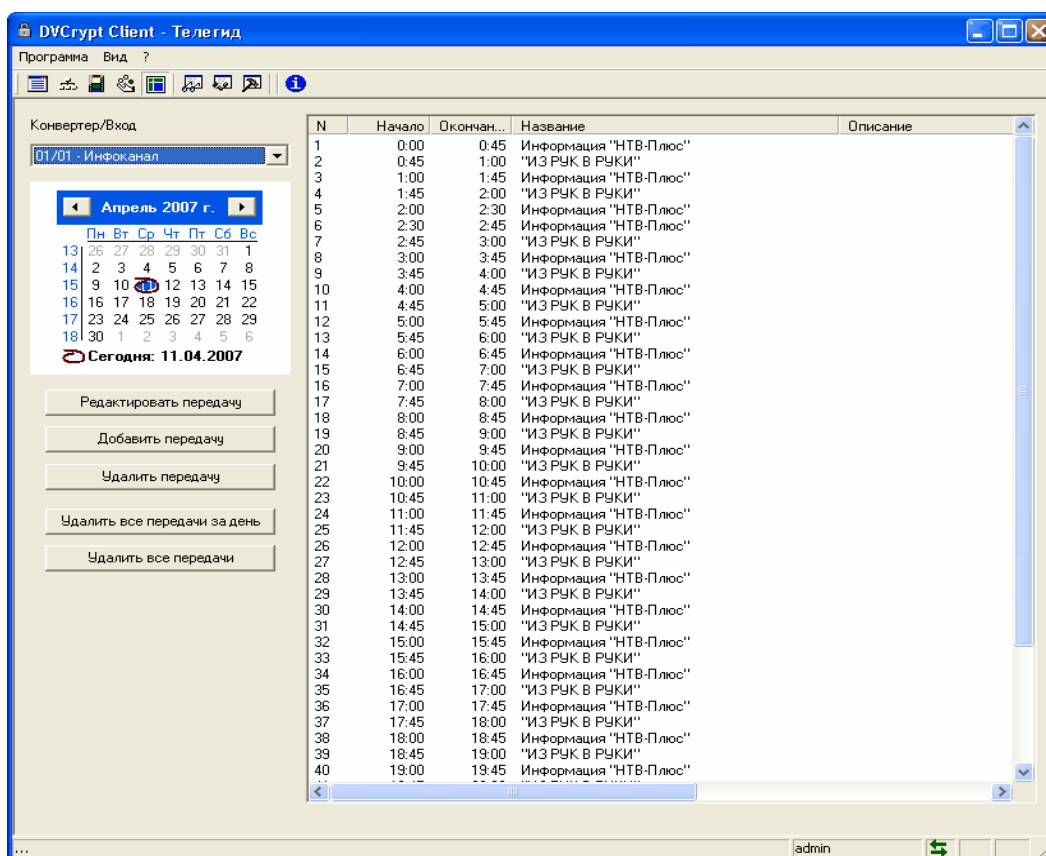 DVCrypt Client - Телегид
Программа Вид ?
Конвертер/Вход
01/01 - Инфоканал
Апрель 2007 г.
Пн Вт Ср Чт Пт Сб Вс
13 26 27 28 29 30 31 1
14 2 3 4 5 6 7 8
15 9 10 11 12 13 14 15
16 16 17 18 19 20 21 22
17 23 24 25 26 27 28 29
18 30 1 2 3 4 5 6
Сегодня: 11.04.2007
Редактировать передачу
Добавить передачу
Удалить передачу
Удалить все передачи за день
Удалить все передачи
N Начало Окончан... Название Описание
1 0:00 0:45 Информация "НТВ-Плюс"
2 0:45 1:00 "ИЗ РУК В РУКИ"
3 1:00 1:45 Информация "НТВ-Плюс"
4 1:45 2:00 "ИЗ РУК В РУКИ"
5 2:00 2:30 Информация "НТВ-Плюс"
6 2:30 2:45 Информация "НТВ-Плюс"
7 2:45 3:00 "ИЗ РУК В РУКИ"
8 3:00 3:45 Информация "НТВ-Плюс"
9 3:45 4:00 "ИЗ РУК В РУКИ"
10 4:00 4:45 Информация "НТВ-Плюс"
11 4:45 5:00 "ИЗ РУК В РУКИ"
12 5:00 5:45 Информация "НТВ-Плюс"
13 5:45 6:00 "ИЗ РУК В РУКИ"
14 6:00 6:45 Информация "НТВ-Плюс"
15 6:45 7:00 "ИЗ РУК В РУКИ"
16 7:00 7:45 Информация "НТВ-Плюс"
17 7:45 8:00 "ИЗ РУК В РУКИ"
18 8:00 8:45 Информация "НТВ-Плюс"
19 8:45 9:00 "ИЗ РУК В РУКИ"
20 9:00 9:45 Информация "НТВ-Плюс"
21 9:45 10:00 "ИЗ РУК В РУКИ"
22 10:00 10:45 Информация "НТВ-Плюс"
23 10:45 11:00 "ИЗ РУК В РУКИ"
24 11:00 11:45 Информация "НТВ-Плюс"
25 11:45 12:00 "ИЗ РУК В РУКИ"
26 12:00 12:45 Информация "НТВ-Плюс"
27 12:45 13:00 "ИЗ РУК В РУКИ"
28 13:00 13:45 Информация "НТВ-Плюс"
29 13:45 14:00 "ИЗ РУК В РУКИ"
30 14:00 14:45 Информация "НТВ-Плюс"
31 14:45 15:00 "ИЗ РУК В РУКИ"
32 15:00 15:45 Информация "НТВ-Плюс"
33 15:45 16:00 "ИЗ РУК В РУКИ"
34 16:00 16:45 Информация "НТВ-Плюс"
35 16:45 17:00 "ИЗ РУК В РУКИ"
36 17:00 17:45 Информация "НТВ-Плюс"
37 17:45 18:00 "ИЗ РУК В РУКИ"
38 18:00 18:45 Информация "НТВ-Плюс"
39 18:45 19:00 "ИЗ РУК В РУКИ"
40 19:00 19:45 Информация "НТВ-Плюс"
... admin